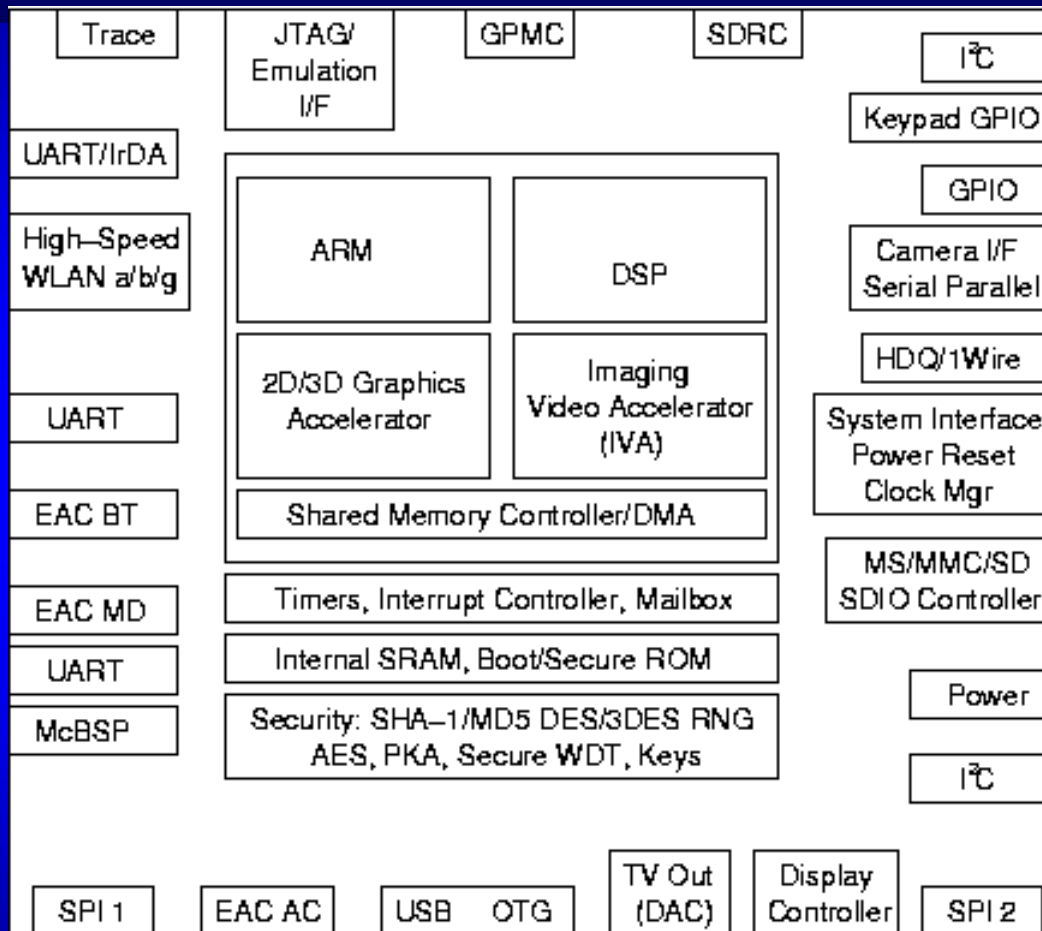 Trace
JTAG/
Emulation
I/F
GPMC
SDRC
I²C
Keypad GPIO
UART/IrDA
GPIO
High–Speed
WLAN a/b/g
ARM
DSP
Camera I/F
Serial Parallel
HDQ/1Wire
2D/3D Graphics
Accelerator
Imaging
Video Accelerator
(IVA)
UART
System Interface
Power Reset
Clock Mgr
EAC BT
Shared Memory Controller/DMA
MS/MMC/SD
SDIO Controller
EAC MD
Timers, Interrupt Controller, Mailbox
UART
Internal SRAM, Boot/Secure ROM
Power
McBSP
Security: SHA–1/MD5 DES/3DES RNG
AES, PKA, Secure WDT, Keys
I²C
SPI 1
EAC AC
USB OTG
TV Out
(DAC)
Display
Controller
SPI 2